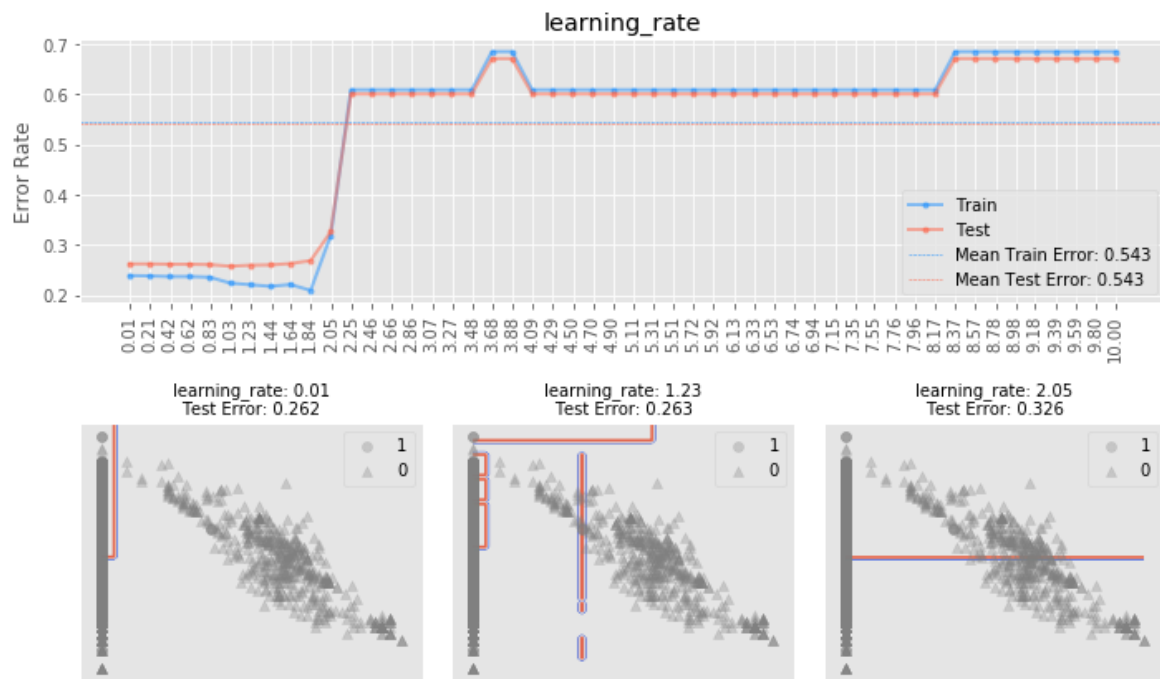 learning_rate
Error Rate
0.7
0.6
0.5
0.4
0.3
0.2
Train
Test
Mean Train Error: 0.543
Mean Test Error: 0.543
0.01 0.21 0.42 0.62 0.83 1.03 1.23 1.44 1.64 1.84 2.05 2.25 2.46 2.66 2.86 3.07 3.27 3.48 3.68 3.88 4.09 4.29 4.50 4.70 4.90 5.11 5.31 5.51 5.72 5.92 6.13 6.33 6.53 6.74 6.94 7.15 7.35 7.55 7.76 7.96 8.17 8.37 8.57 8.78 8.98 9.18 9.39 9.59 9.80 10.00
learning_rate: 0.01
Test Error: 0.262
1
0
learning_rate: 1.23
Test Error: 0.263
1
0
learning_rate: 2.05
Test Error: 0.326
1
0